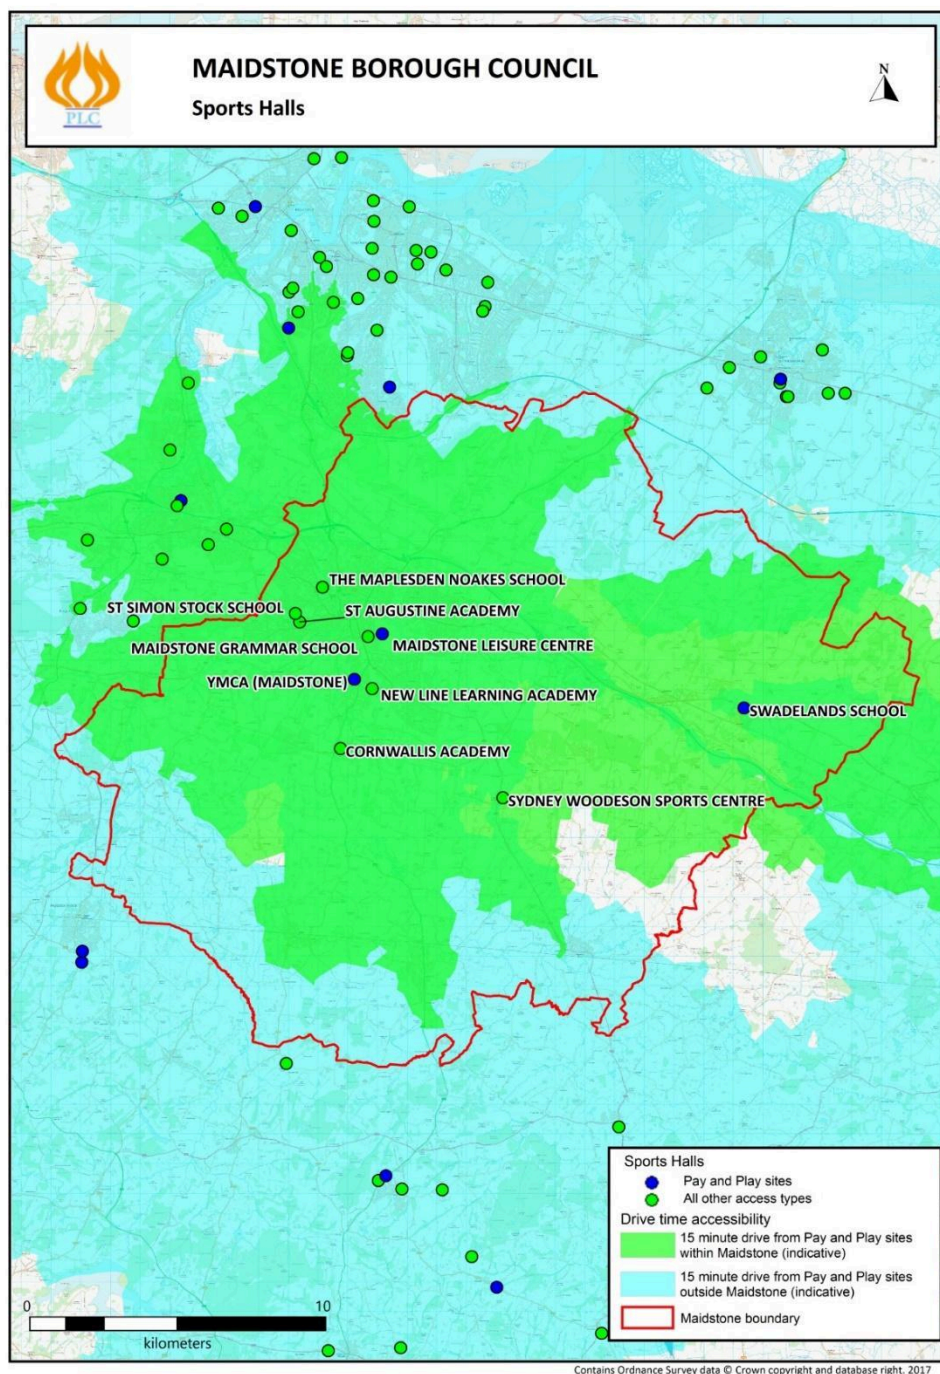 PLC
MAIDSTONE BOROUGH COUNCIL
Sports Halls
N
THE MAPLESDEN NOAKES SCHOOL
ST SIMON STOCK SCHOOL
ST AUGUSTINE ACADEMY
MAIDSTONE GRAMMAR SCHOOL
MAIDSTONE LEISURE CENTRE
YMCA (MAIDSTONE)
NEW LINE LEARNING ACADEMY
SWADELANDS SCHOOL
CORNWALLIS ACADEMY
SYDNEY WOODESON SPORTS CENTRE
Sports Halls
Pay and Play sites
All other access types
Drive time accessibility
15 minute drive from Pay and Play sites
within Maidstone (indicative)
15 minute drive from Pay and Play sites
outside Maidstone (indicative)
Maidstone boundary
0 10
kilometers
Contains Ordnance Survey data © Crown copyright and database right. 2017